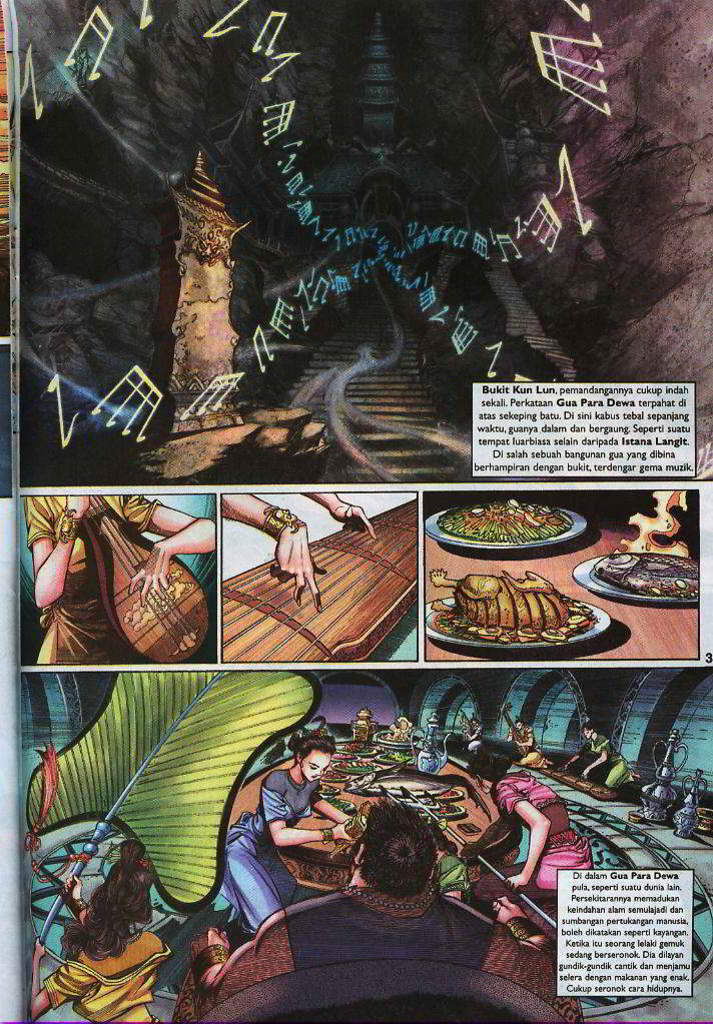 Bukit Kun Lun, pemandangannya cukup indah
sekali. Perkataan Gua Para Dewa terpahat di
atas sekeping batu. Di sini kabus tebal sepanjang
waktu, guanya dalam dan bergaung. Seperti suatu
tempat luarbiasa selain daripada Istana Langit.
Di salah sebuah bangunan gua yang dibina
berhampiran dengan bukit, terdengar gema muzik.
3
Di dalam Gua Para Dewa
pula, seperti suatu dunia lain.
Persekitarannya memadukan
keindahan alam semulajadi dan
sumbangan pertukangan manusia,
boleh dikatakan seperti kayangan.
Ketika itu seorang lelaki gemuk
sedang berseronok. Dia dilayan
gundik-gundik cantik dan menjamu
selera dengan makanan yang enak.
Cukup seronok cara hidupnya.